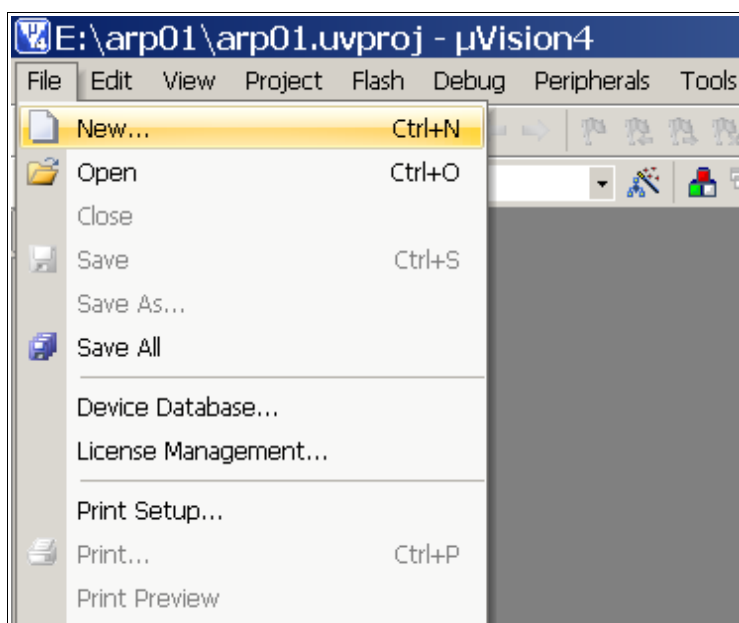 E:\arp01\arp01.uvproj - µVision4
File Edit View Project Flash Debug Peripherals Tools
New... Ctrl+N
Open Ctrl+O
Close
Save Ctrl+S
Save As...
Save All
Device Database...
License Management...
Print Setup...
Print... Ctrl+P
Print Preview